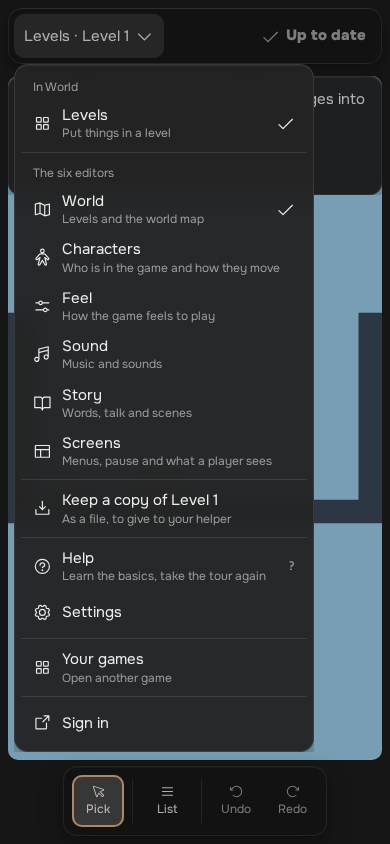 Levels · Level 1
Up to date
ges into
In World
Levels
Put things in a level
The six editors
World
Levels and the world map
Characters
Who is in the game and how they move
Feel
How the game feels to play
Sound
Music and sounds
Story
Words, talk and scenes
Screens
Menus, pause and what a player sees
Keep a copy of Level 1
As a file, to give to your helper
Help
?
Learn the basics, take the tour again
Settings
Your games
Open another game
Sign in
Pick
List
Undo
Redo